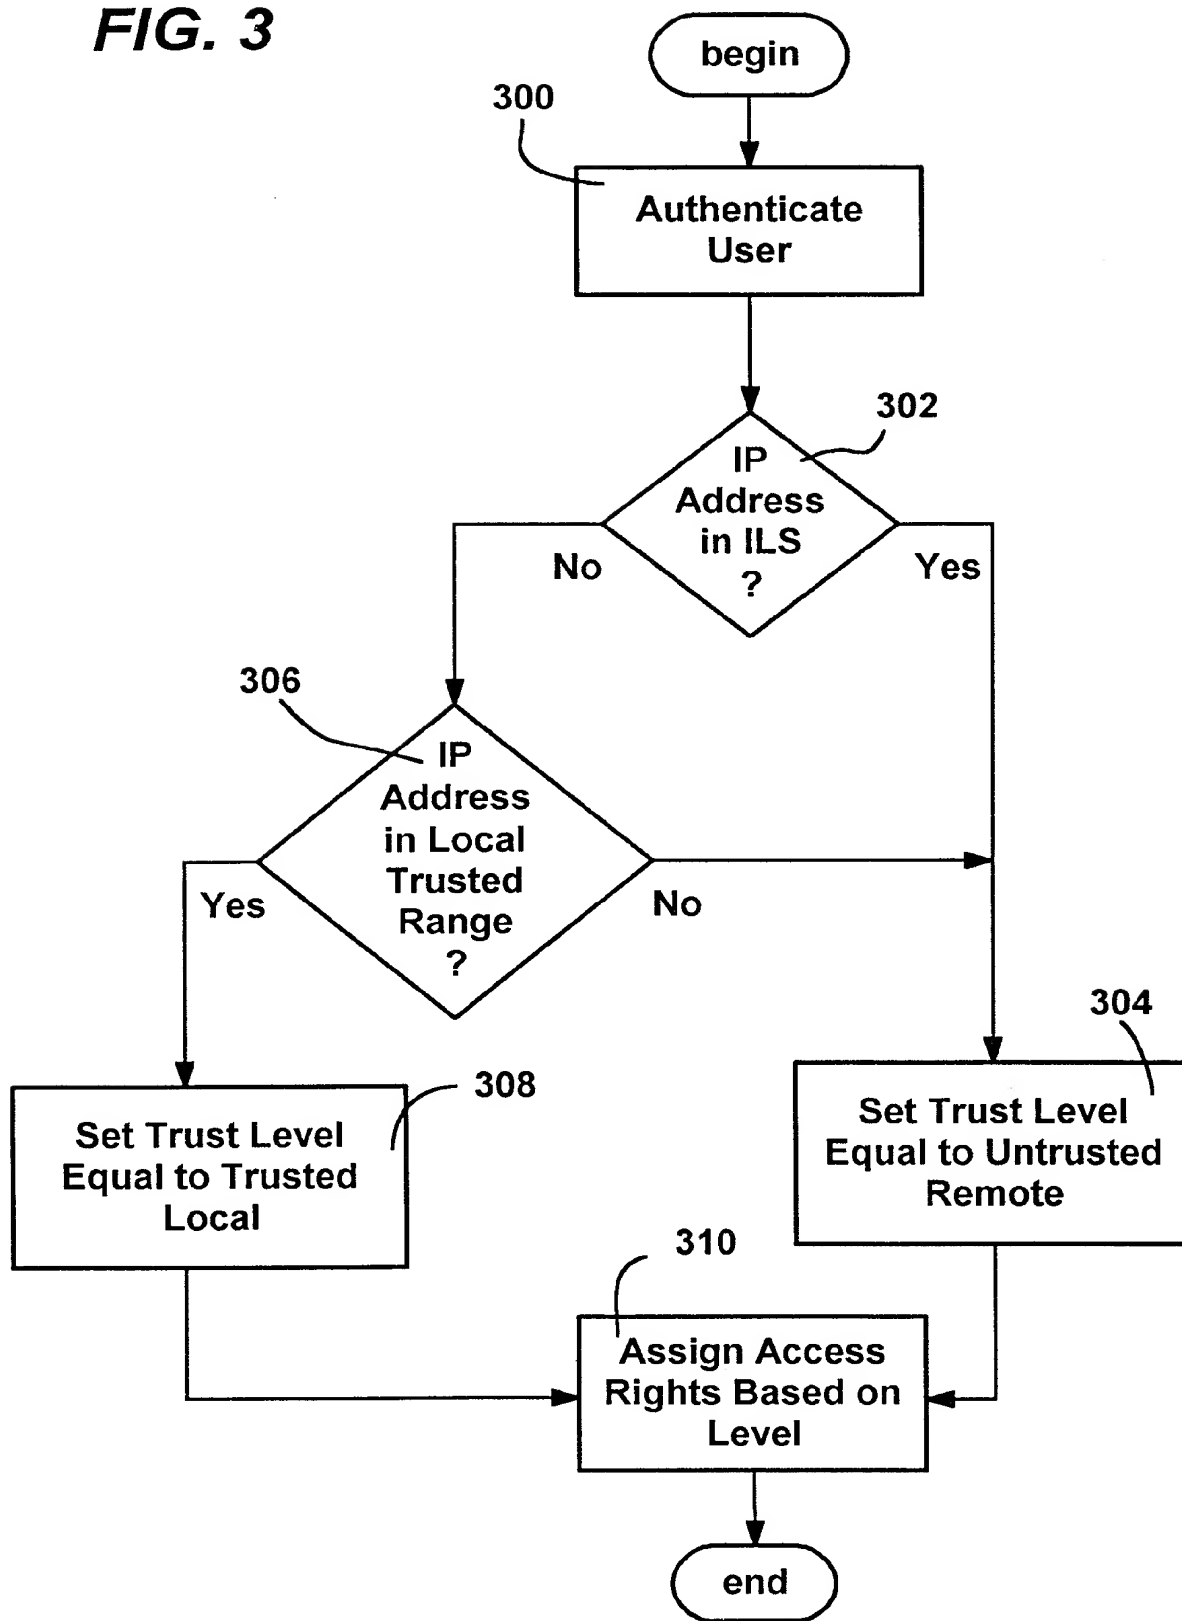 FIG. 3
begin
300
Authenticate
User
302
IP
Address
in ILS
?
No
Yes
306
IP
Address
in Local
Trusted
Range
?
Yes
No
304
308
Set Trust Level
Equal to Trusted
Local
Set Trust Level
Equal to Untrusted
Remote
310
Assign Access
Rights Based on
Level
end